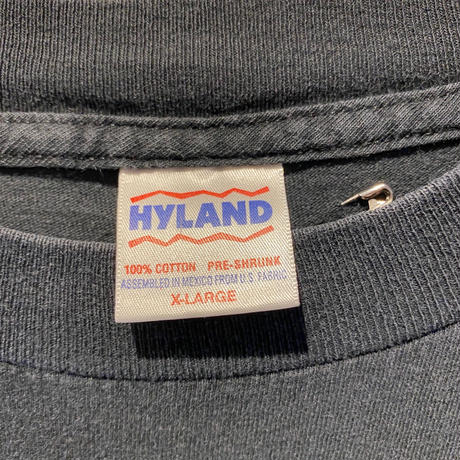 HYLAND
100% COTTON PRE-SHRUNK
ASSEMBLED IN MEXICO FROM U.S. FABRIC
X-LARGE